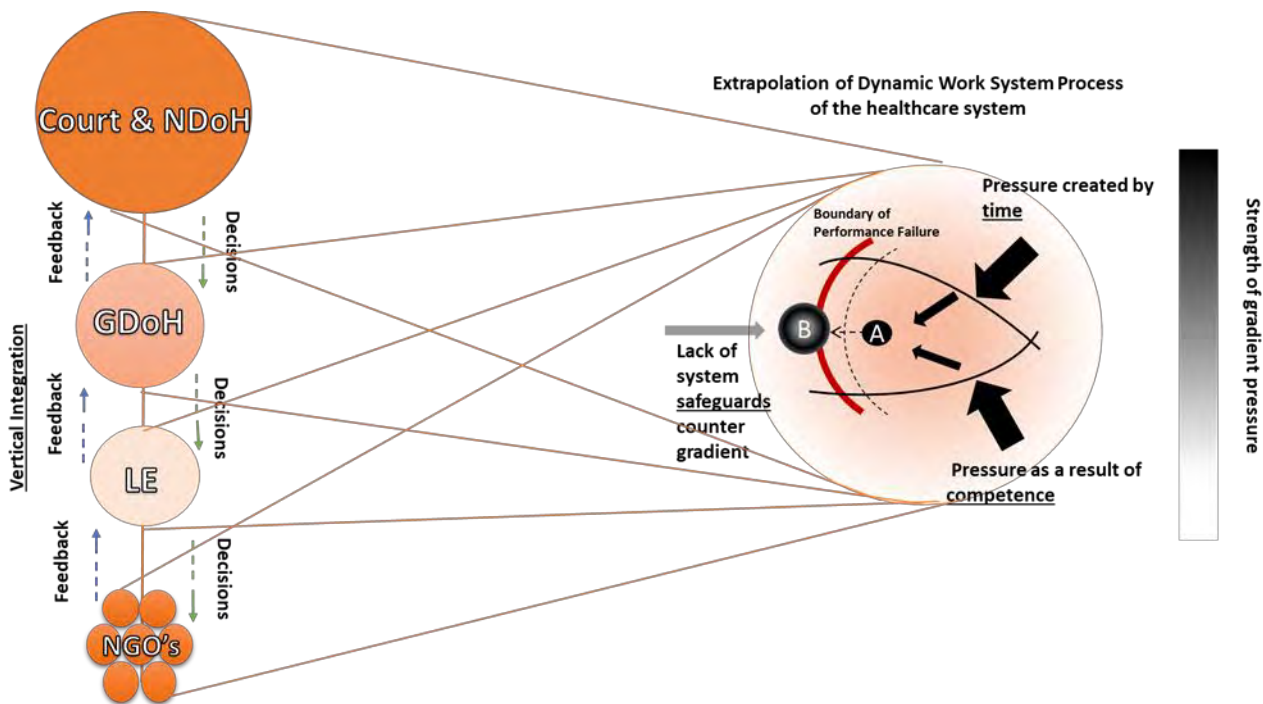 Court & NDoH
Feedback
Decisions
GDoH
Vertical Integration
Feedback
Decisions
LE
Feedback
Decisions
NGO's
Extrapolation of Dynamic Work System Process
of the healthcare system
Pressure created by
time
Boundary of
Performance Failure
B
A
Lack of
system
safeguards
counter
gradient
Pressure as a result of
competence
Strength of gradient pressure